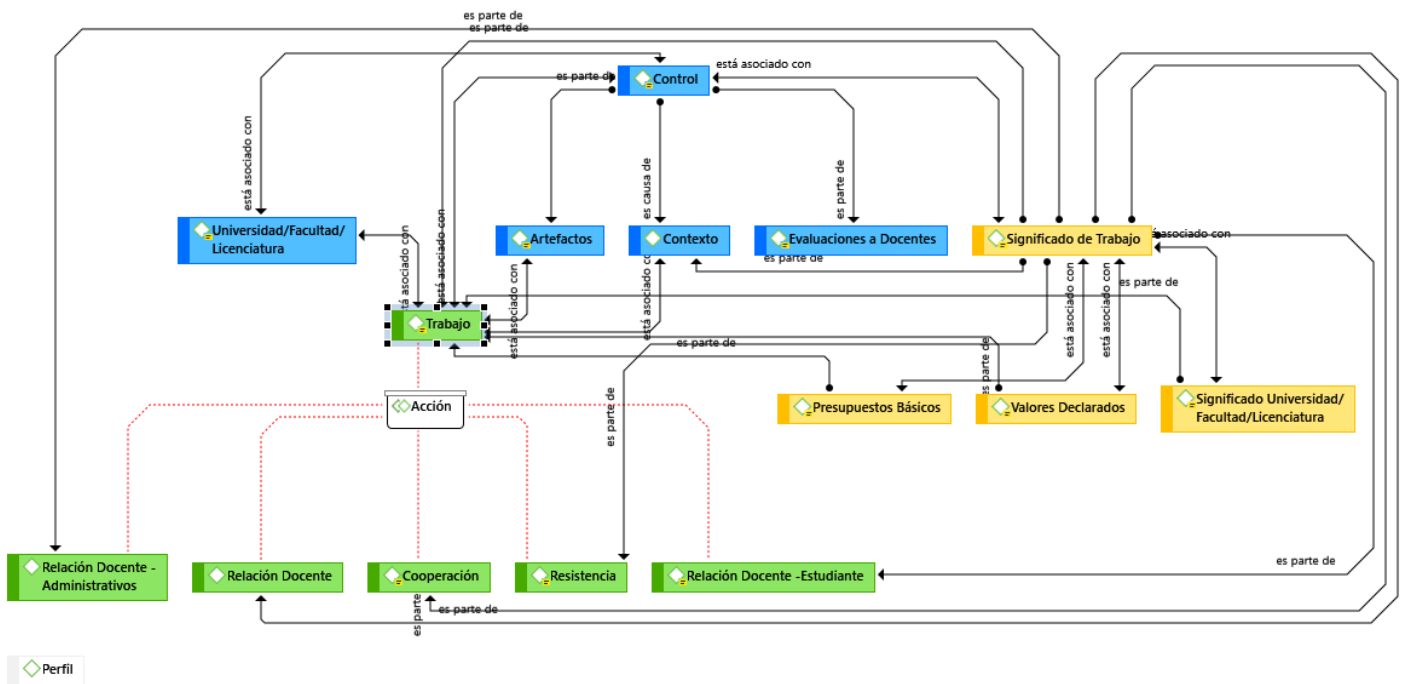 es parte de
es parte de
está asociado con
es parte de
Control
está asociado con
es causa de
es parte de
Universidad/Facultad/
Licenciatura
Artefactos
Contexto
Evaluaciones a Docentes
Significado de Trabajo
está asociado con
está asociado con
está asociado con
está asociado con
es parte de
está asociado con
está asociado con
está asociado con
es parte de
Trabajo
está asociado con
es parte de
es parte de
Acción
es parte de
Presupuestos Básicos
Valores Declarados
Significado Universidad/
Facultad/Licenciatura
es parte de
Relación Docente -
Administrativos
Relación Docente
Cooperación
Resistencia
Relación Docente -Estudiante
es parte
es parte de
Perfil